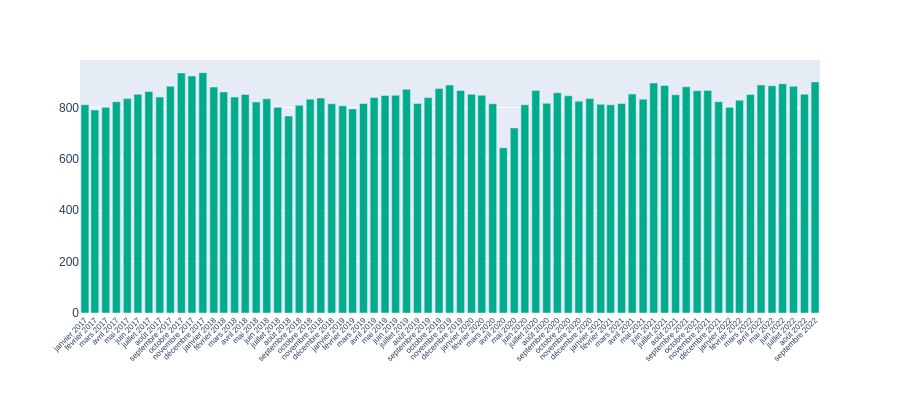 800
600
400
200
0
janvier 2017
février 2017
mars 2017
avril 2017
mai 2017
juin 2017
juillet 2017
août 2017
septembre 2017
octobre 2017
novembre 2017
décembre 2017
janvier 2018
février 2018
mars 2018
avril 2018
mai 2018
juin 2018
juillet 2018
août 2018
septembre 2018
octobre 2018
novembre 2018
décembre 2018
janvier 2019
février 2019
mars 2019
avril 2019
mai 2019
juin 2019
juillet 2019
août 2019
septembre 2019
octobre 2019
novembre 2019
décembre 2019
janvier 2020
février 2020
mars 2020
avril 2020
mai 2020
juin 2020
juillet 2020
août 2020
septembre 2020
octobre 2020
novembre 2020
décembre 2020
janvier 2021
février 2021
mars 2021
avril 2021
mai 2021
juin 2021
juillet 2021
août 2021
septembre 2021
octobre 2021
novembre 2021
décembre 2021
janvier 2022
février 2022
mars 2022
avril 2022
mai 2022
juin 2022
juillet 2022
août 2022
septembre 2022